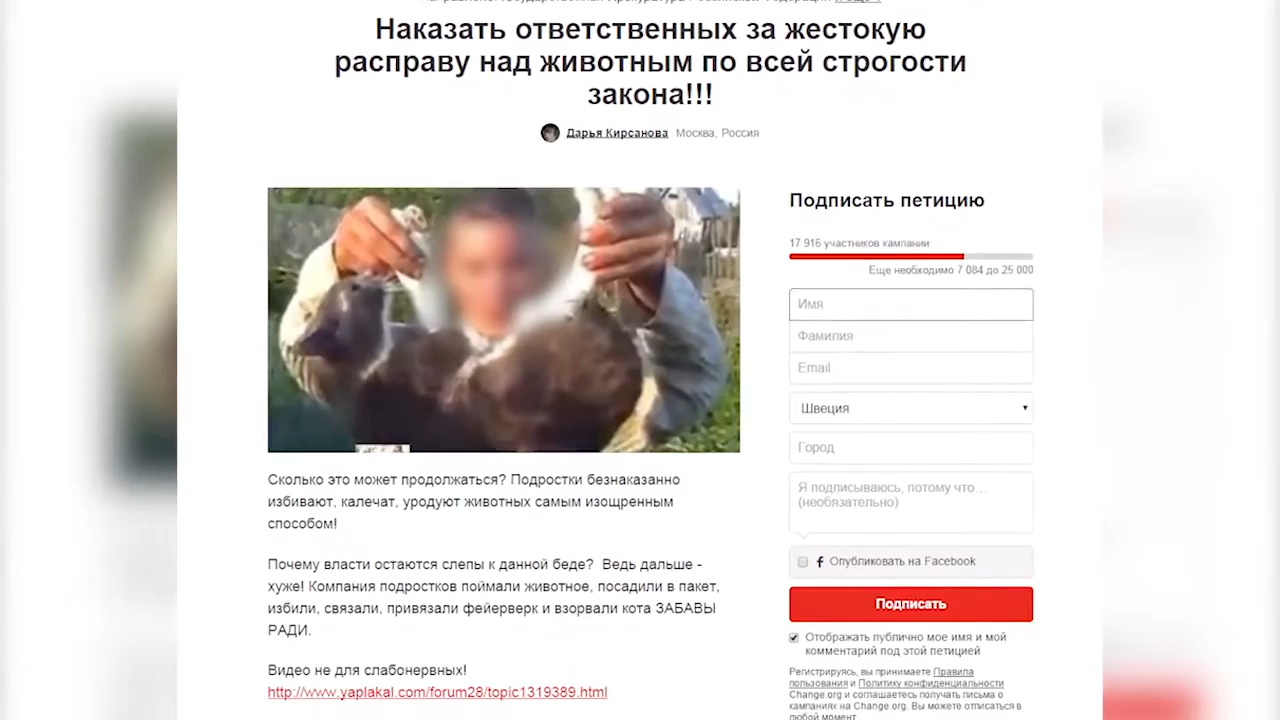 Наказать ответственных за жестокую
расправу над животным по всей строгости
закона!!!
Дарья Кирсанова Москва, Россия
Подписать петицию
17 916 участников кампании
Еще необходимо 7 084 до 25 000
Имя
Фамилия
Email
Швеция
Город
Я подписываюсь, потому что...
(необязательно)
Опубликовать на Facebook
Подписать
Отображать публично мое имя и мой
комментарий под этой петицией
Регистрируясь, вы принимаете Правила
пользования и Политику конфиденциальности
Change.org и соглашаетесь получать письма о
кампаниях на Change.org. Вы можете отписаться в
любой момент
Сколько это может продолжаться? Подростки безнаказанно
избивают, калечат, уродуют животных самым изощренным
способом!
Почему власти остаются слепы к данной беде? Ведь дальше -
хуже! Компания подростков поймали животное, посадили в пакет,
избили, связали, привязали фейерверк и взорвали кота ЗАБАВЫ
РАДИ.
Видео не для слабонервных!
http://www.yaplakal.com/forum28/topic1319389.html